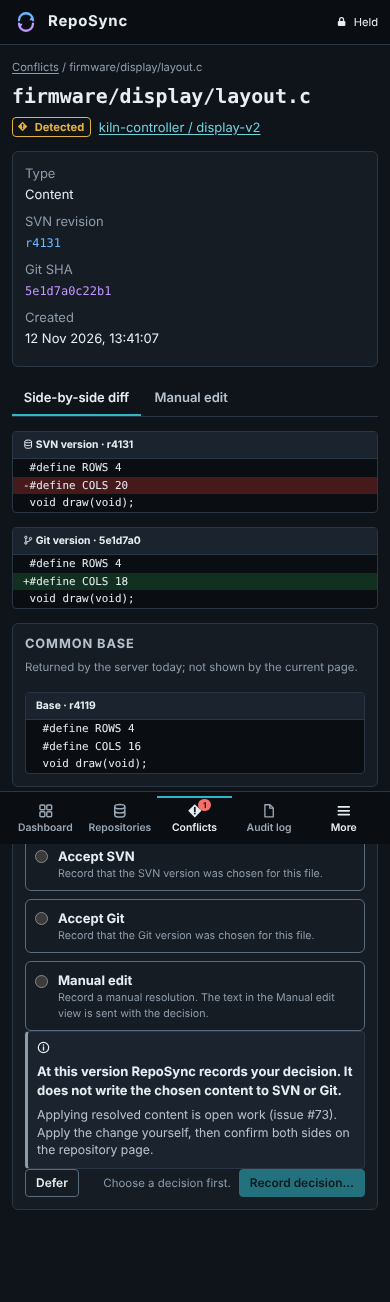 RepoSync
Held
Conflicts / firmware/display/layout.c
firmware/display/layout.c
Detected
kiln-controller / display-v2
Type
Content
SVN revision
r4131
Git SHA
5e1d7a0c22b1
Created
12 Nov 2026, 13:41:07
Side-by-side diff
Manual edit
SVN version · r4131
#define ROWS 4
-#define COLS 20
void draw(void);
Git version · 5e1d7a0
#define ROWS 4
+#define COLS 18
void draw(void);
COMMON BASE
Returned by the server today; not shown by the current page.
Base · r4119
#define ROWS 4
#define COLS 16
void draw(void);
1
Dashboard
Repositories
Conflicts
Audit log
More
Accept SVN
Record that the SVN version was chosen for this file.
Accept Git
Record that the Git version was chosen for this file.
Manual edit
Record a manual resolution. The text in the Manual edit
view is sent with the decision.
At this version RepoSync records your decision. It
does not write the chosen content to SVN or Git.
Applying resolved content is open work (issue #73).
Apply the change yourself, then confirm both sides on
the repository page.
Defer
Choose a decision first.
Record decision...